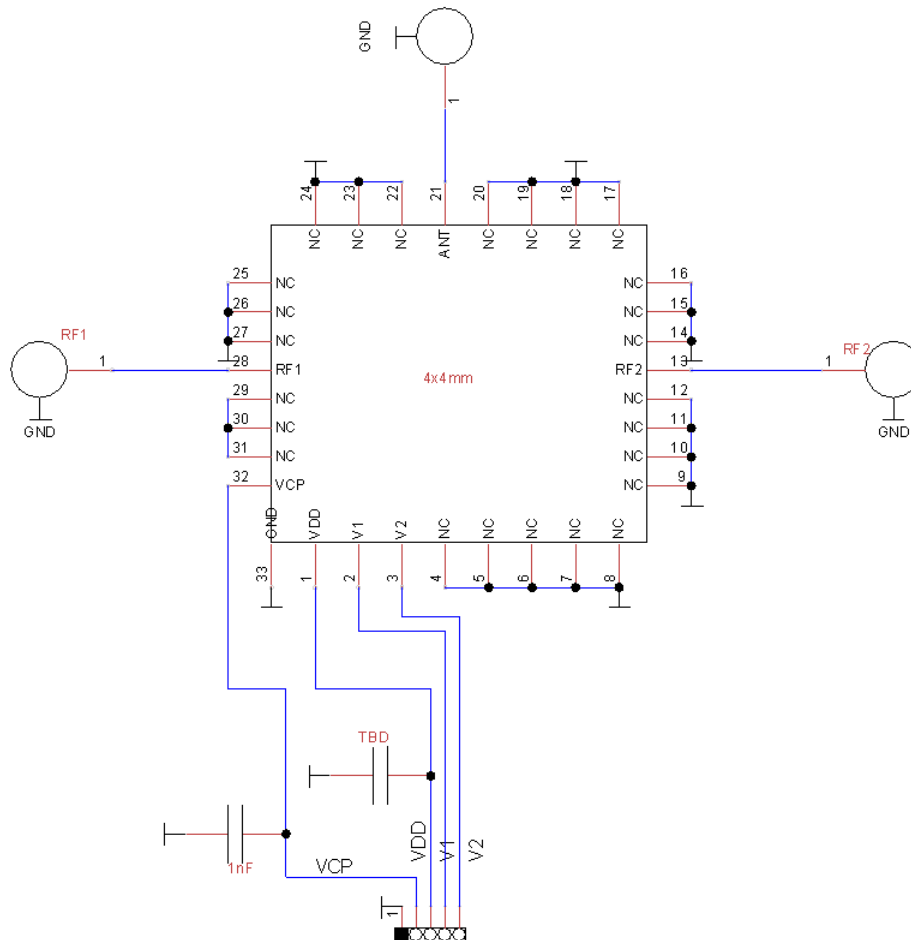 GND
1
24 23 22 21 20 19 18 17
NC NC NC ANT NC NC NC NC
25 NC NC 16
26 NC NC 15
27 NC NC 14
RF1 1 28 RF1 4x4mm RF2 13 1 RF2
GND GND
29 NC NC 12
30 NC NC 11
31 NC NC 10
32 VCP NC 9
GND VDD V1 V2 NC NC NC NC NC
33 1 2 3 4 5 6 7 8
TBD
1nF
VCP VDD V1 V2
1